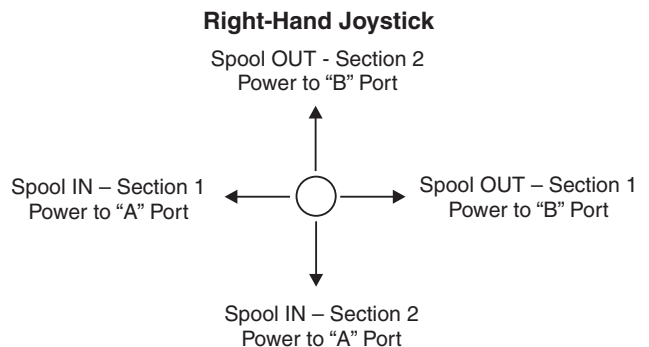 Right-Hand Joystick
Spool OUT - Section 2
Power to “B” Port
Spool IN – Section 1
Power to “A” Port
Spool OUT – Section 1
Power to “B” Port
Spool IN – Section 2
Power to “A” Port